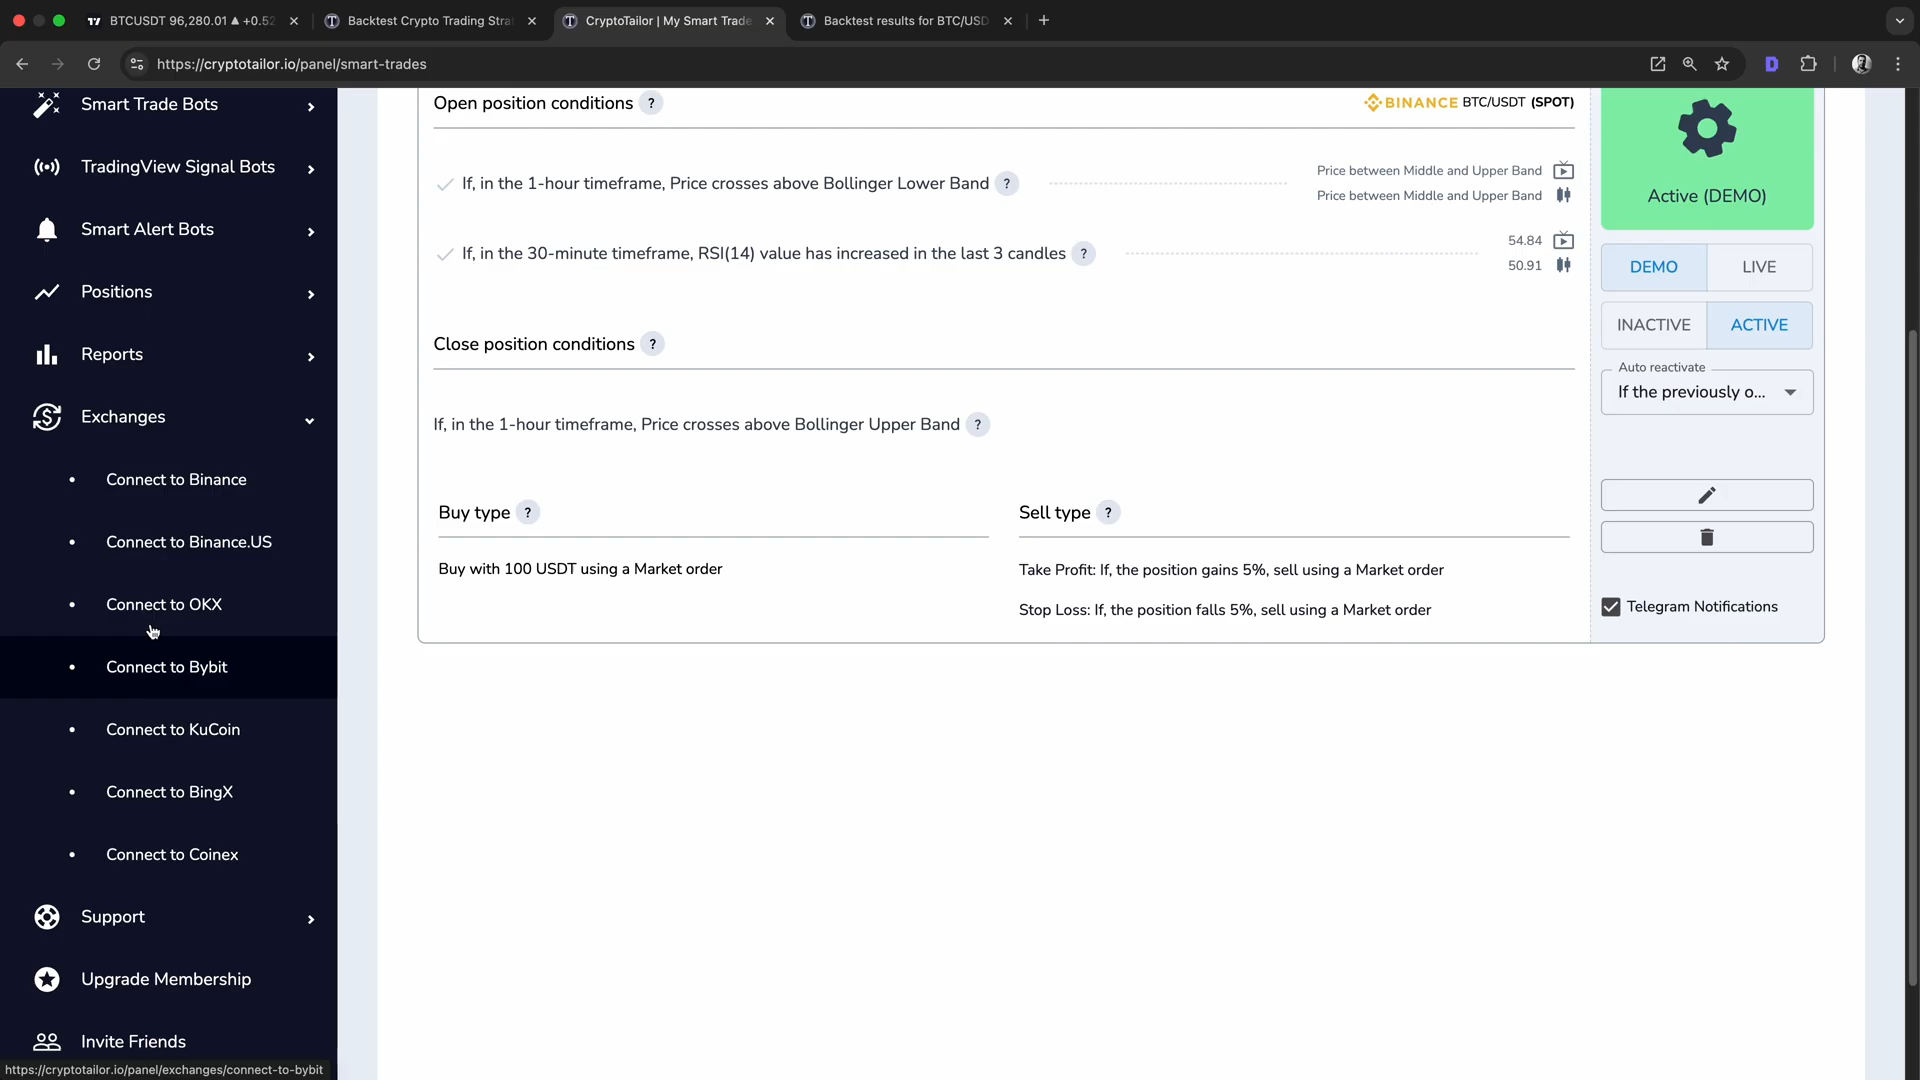 BTCUSDT 96,280.01 ▲ +0.52
Backtest Crypto Trading Strat
CryptoTailor | My Smart Trade
Backtest results for BTC/USD
https://cryptotailor.io/panel/smart-trades
Smart Trade Bots
TradingView Signal Bots
Smart Alert Bots
Positions
Reports
Exchanges
• Connect to Binance
• Connect to Binance.US
• Connect to OKX
• Connect to Bybit
• Connect to KuCoin
• Connect to BingX
• Connect to Coinex
Support
Upgrade Membership
Invite Friends
https://cryptotailor.io/panel/exchanges/connect-to-bybit
Open position conditions ?
BINANCE BTC/USDT (SPOT)
If, in the 1-hour timeframe, Price crosses above Bollinger Lower Band ?
Price between Middle and Upper Band
Price between Middle and Upper Band
If, in the 30-minute timeframe, RSI(14) value has increased in the last 3 candles ?
54.84
50.91
Close position conditions ?
If, in the 1-hour timeframe, Price crosses above Bollinger Upper Band ?
Buy type ?
Buy with 100 USDT using a Market order
Sell type ?
Take Profit: If, the position gains 5%, sell using a Market order
Stop Loss: If, the position falls 5%, sell using a Market order
Active (DEMO)
DEMO LIVE
INACTIVE ACTIVE
Auto reactivate
If the previously o...
Telegram Notifications